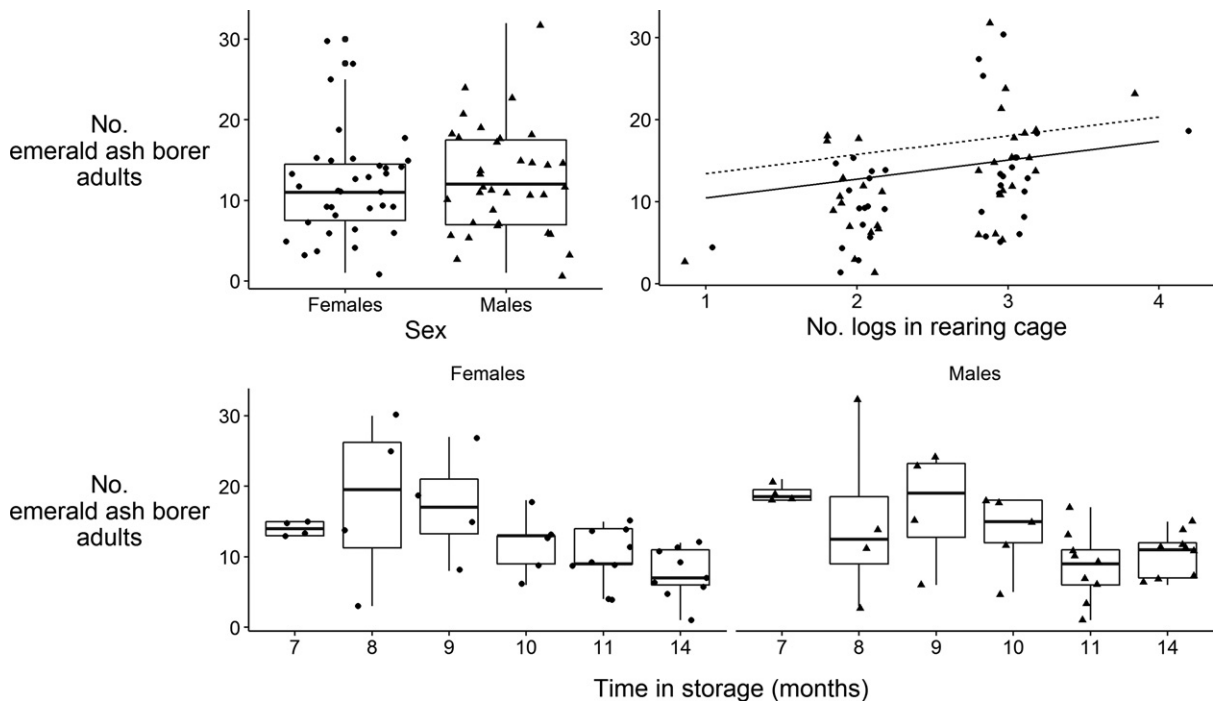 No.
emerald ash borer
adults
30
20
10
0
Females Males
Sex
30
20
10
0
1 2 3 4
No. logs in rearing cage
Females Males
No.
emerald ash borer
adults
30
20
10
0
7 8 9 10 11 14 7 8 9 10 11 14
Time in storage (months)